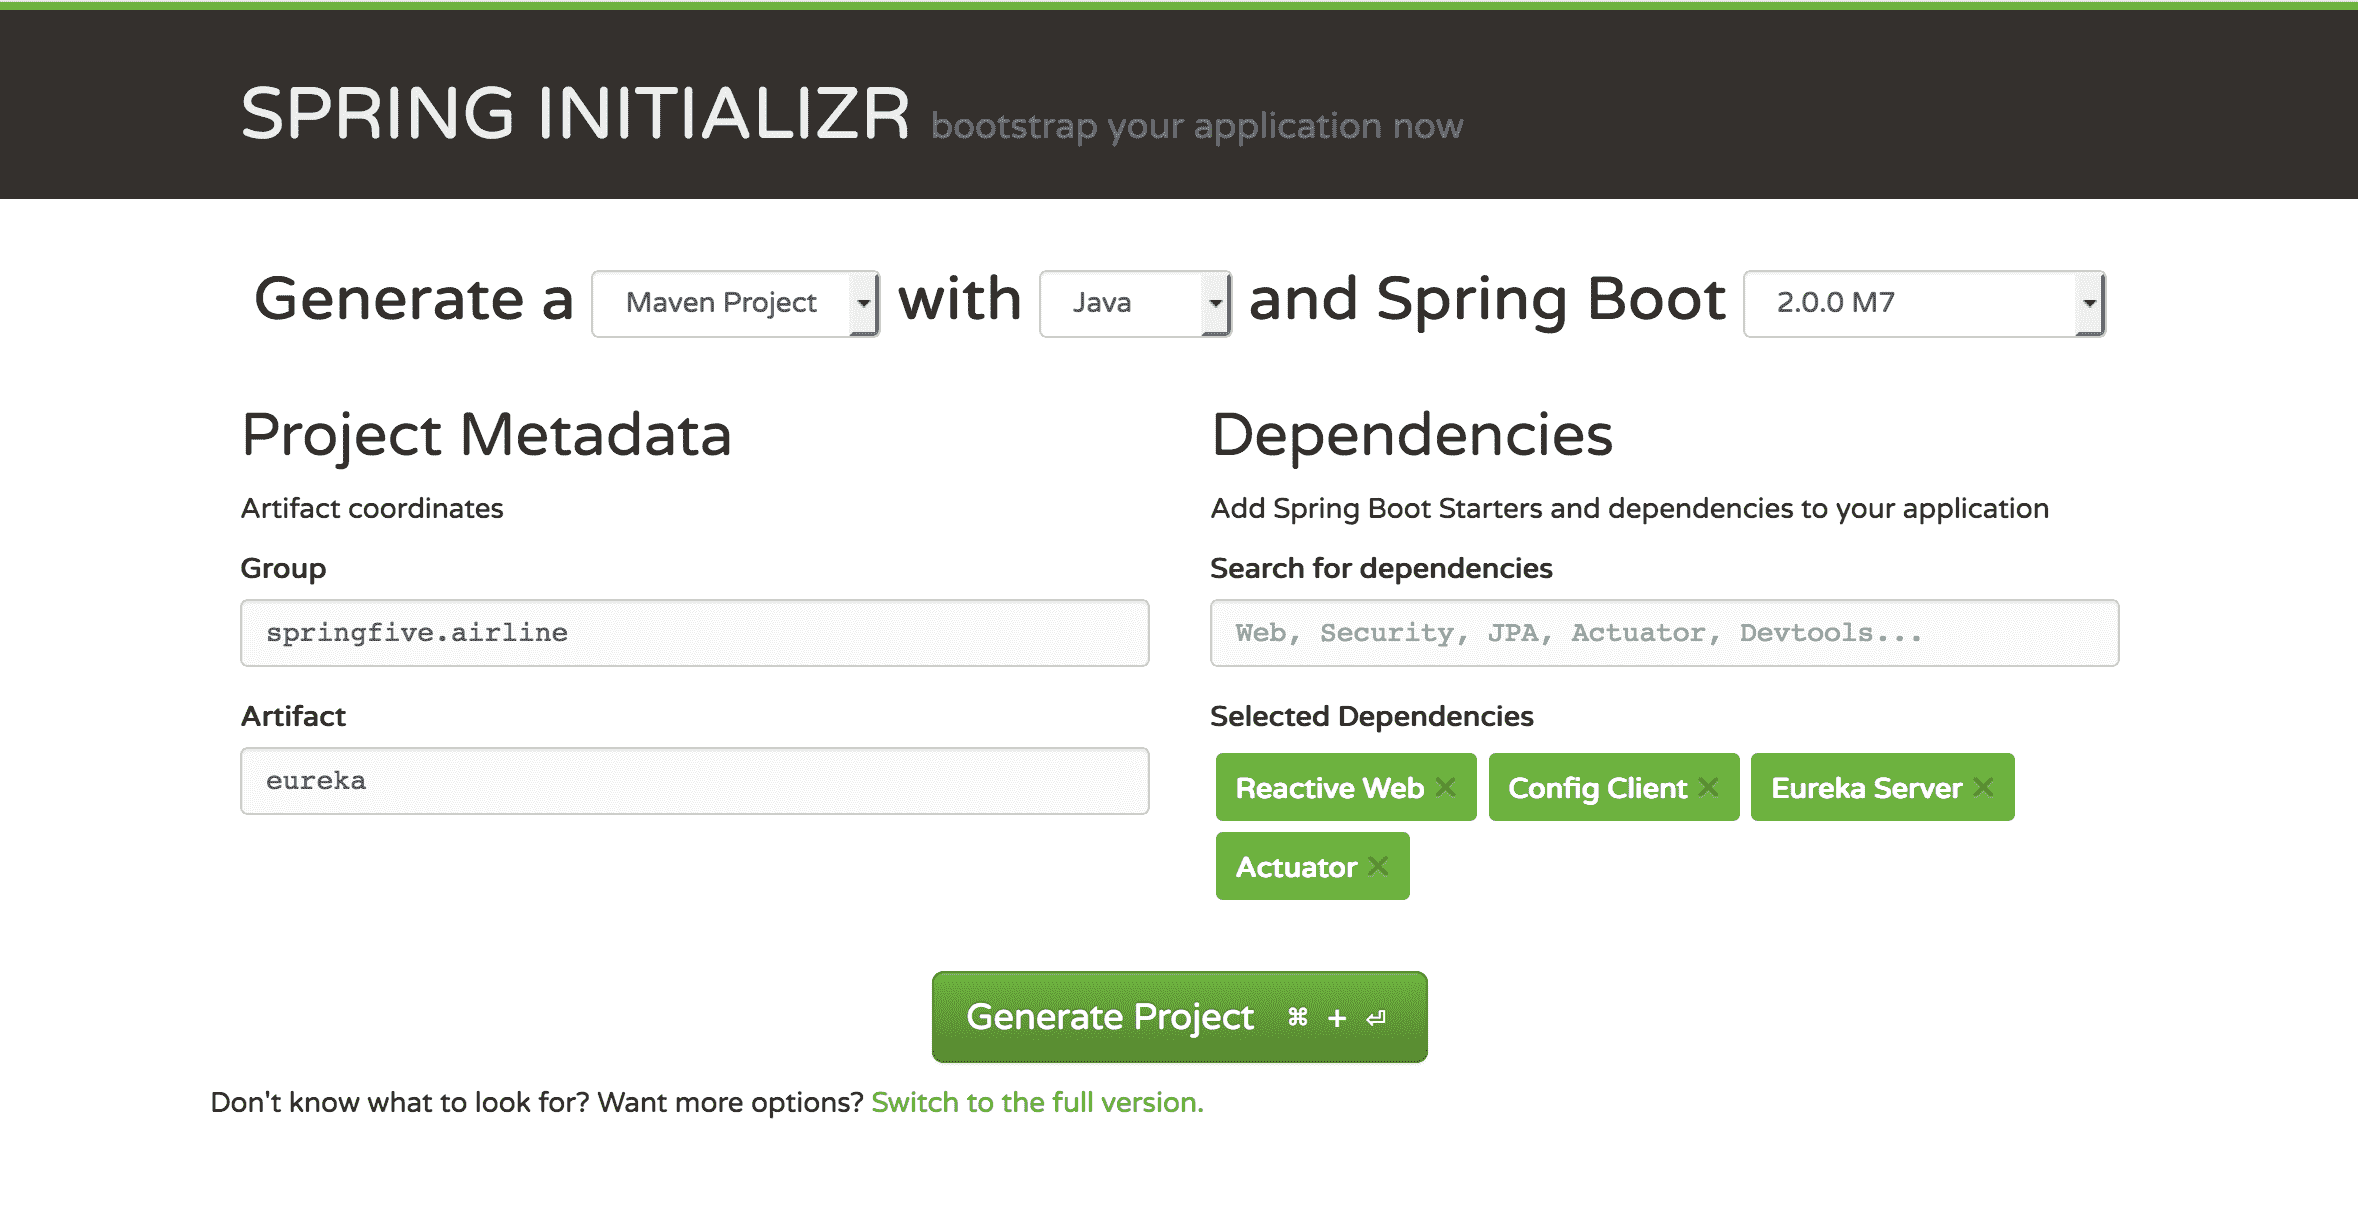 SPRING INITIALIZR bootstrap your application now
Generate a Maven Project with Java and Spring Boot 2.0.0 M7
Project Metadata
Artifact coordinates
Group
springfive.airline
Artifact
eureka
Dependencies
Add Spring Boot Starters and dependencies to your application
Search for dependencies
Web, Security, JPA, Actuator, Devtools...
Selected Dependencies
Reactive Web ✕ Config Client ✕ Eureka Server ✕
Actuator ✕
Generate Project ⌘ + ⏎
Don't know what to look for? Want more options? Switch to the full version.